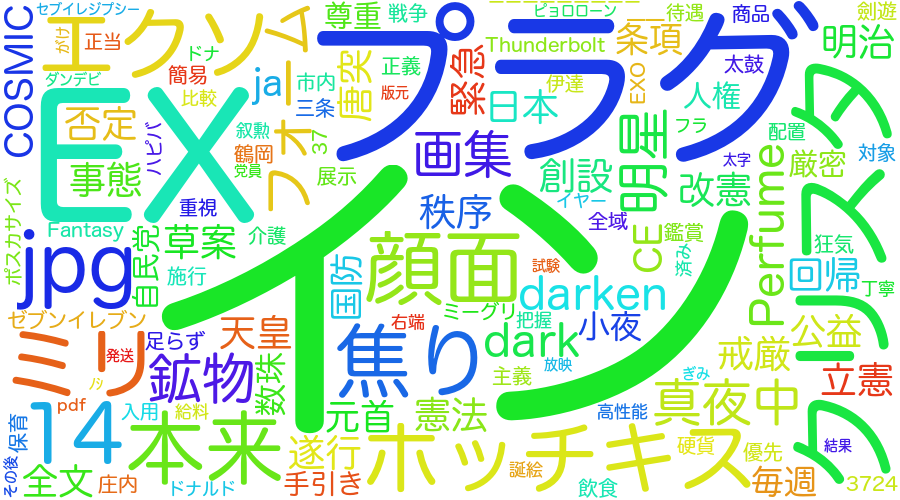 セブイレジプシー
尊重
戦争
ピョロローン
待遇
商品
劍遊
COSMIC
エクソーム
がけ
正当
ドナ
プラグイン
Thunderbolt
条項
明治
ダンデビ
簡易
ja
市内
正義
緊急
EXO
太鼓
EX
否定
比較
三条
版元
唐突
日本
伊達
人権
クリスタ
ハピバ
叙勲
37
フォー
フラ
配置
事態
鶴岡
党員
展示
画集
明星
太字
厳密
対象
ポスカサイズ
重視
創設
イヤー
改憲
Perfume
Fantasy
自民党
草案
介護
秩序
全域
CE
鑑賞
狂気
jpg
施行
国防
顔面
試験
済み
回帰
丁寧
darken
セブンイレブン
天皇
右端
ミーグリ
把握
小夜
公益
ミリ
足らず
発送
焦り
dark
放映
戒厳
立憲
鉱物
数珠
主義
ぎみ
pdf
入用
給料
元首
憲法
高性能
真夜中
14
保育
本来
遂行
ホッチキス
硬貨
優先
結果
その後
全文
庄内
ドナルド
手引き
誕絵
飲食
毎週
3724